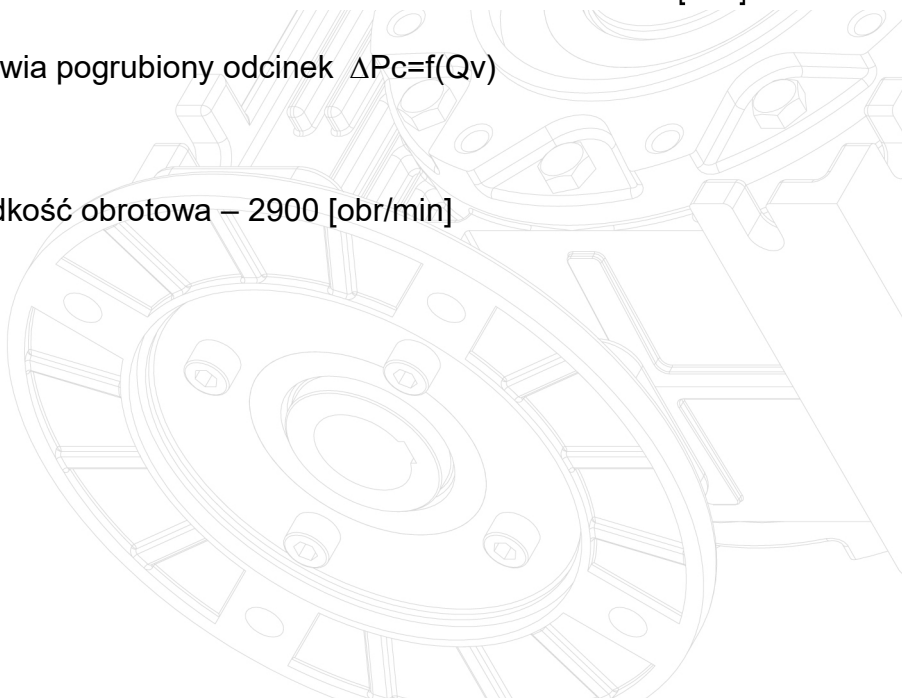 wia pogrubiony odcinek ∆Pc=f(Qv)
dkość obrotowa – 2900 [obr/min]